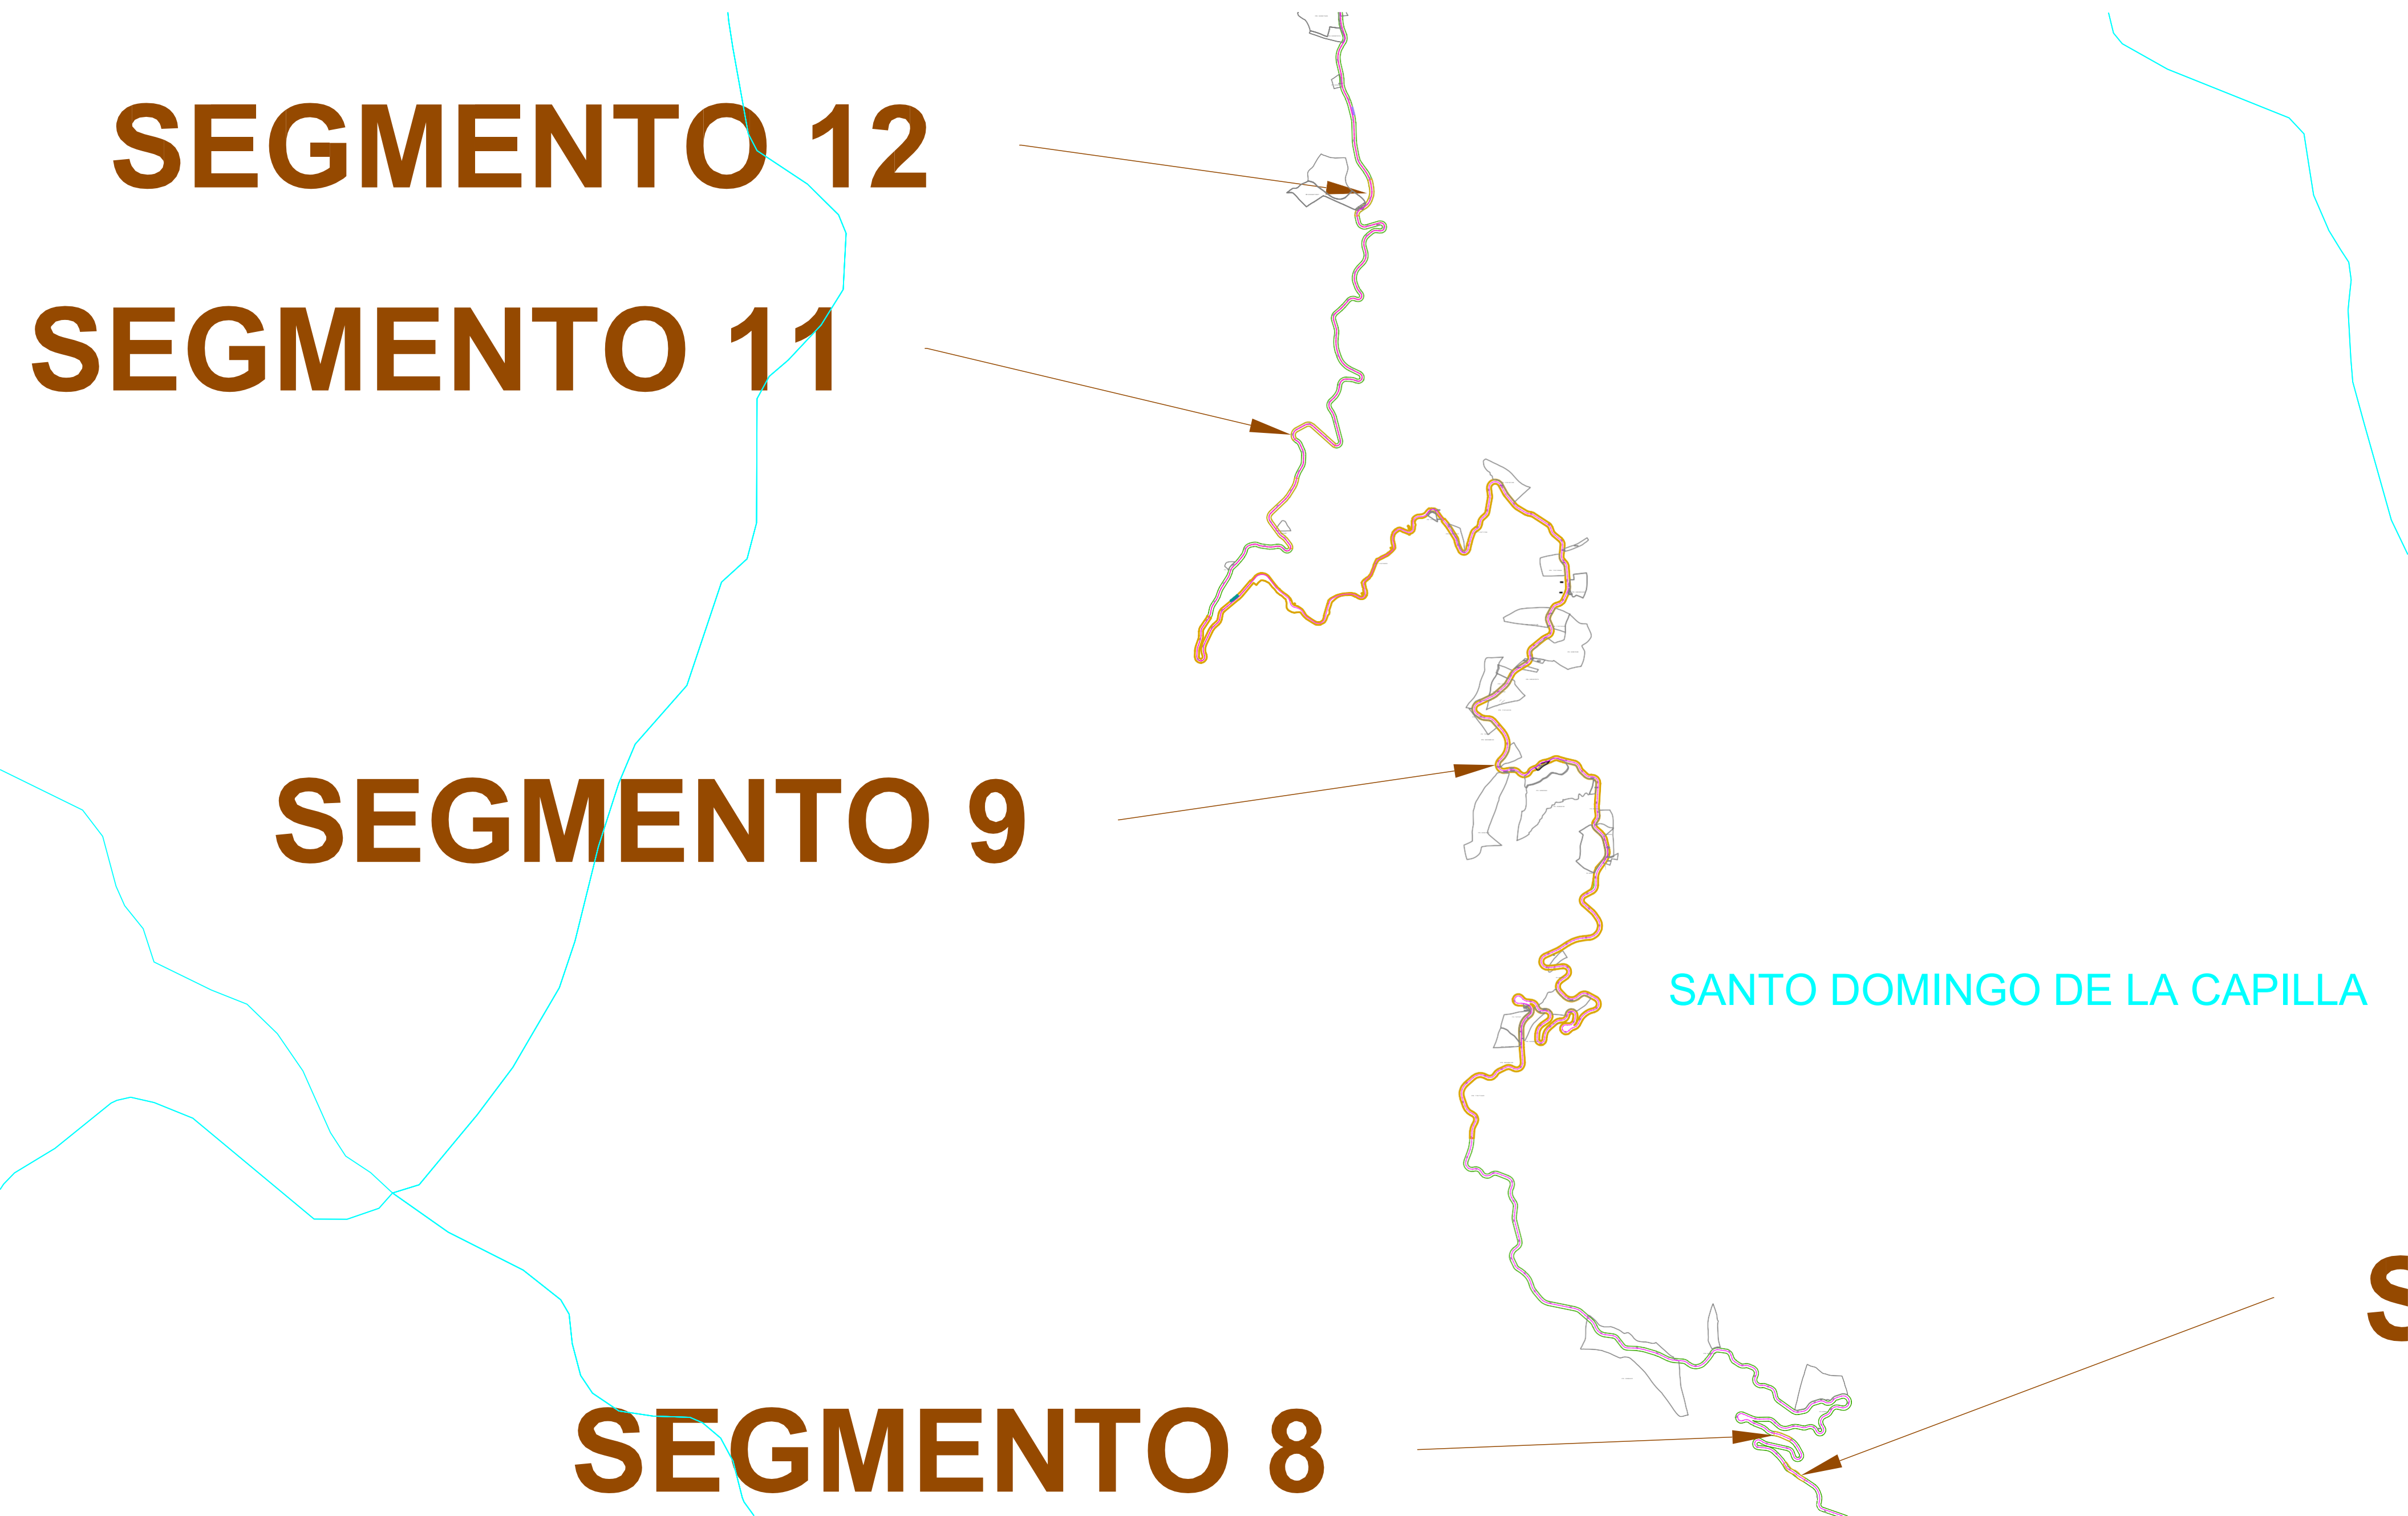 SEGMENTO 12
SEGMENTO 11
SEGMENTO 9
SANTO DOMINGO DE LA CAPILLA
S
SEGMENTO 8